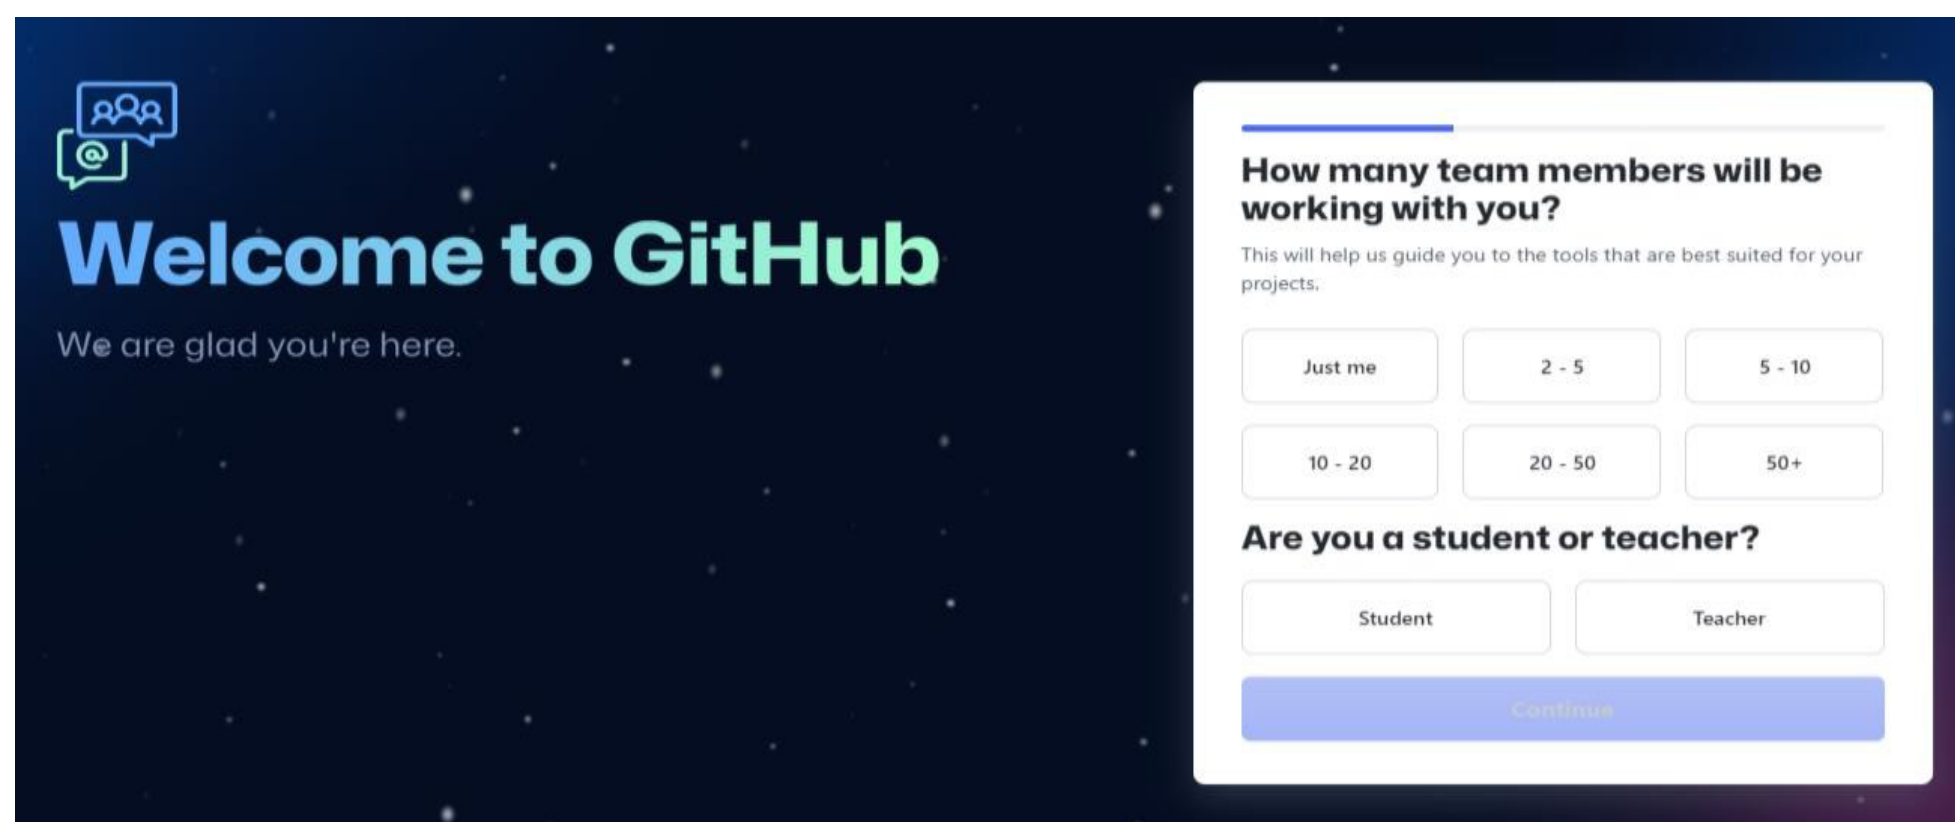 @
Welcome to GitHub
We are glad you're here.
How many team members will be
working with you?
This will help us guide you to the tools that are best suited for your
projects.
Just me
2 - 5
5 - 10
10 - 20
20 - 50
50+
Are you a student or teacher?
Student
Teacher
Continue